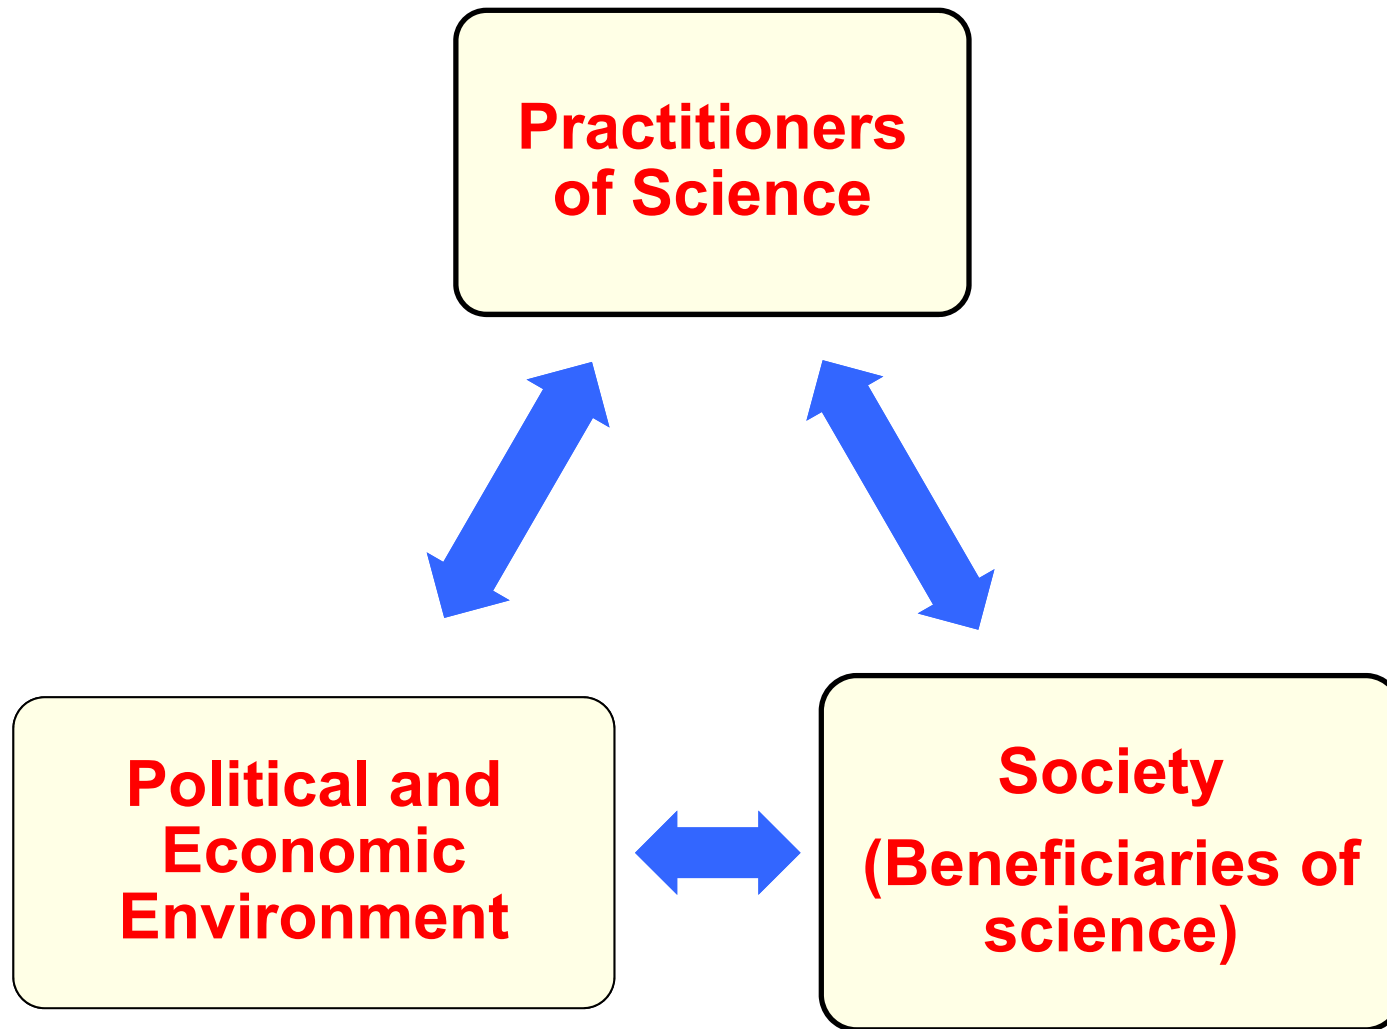 Practitioners
of Science
Political and
Economic
Environment
Society
(Beneficiaries of
science)